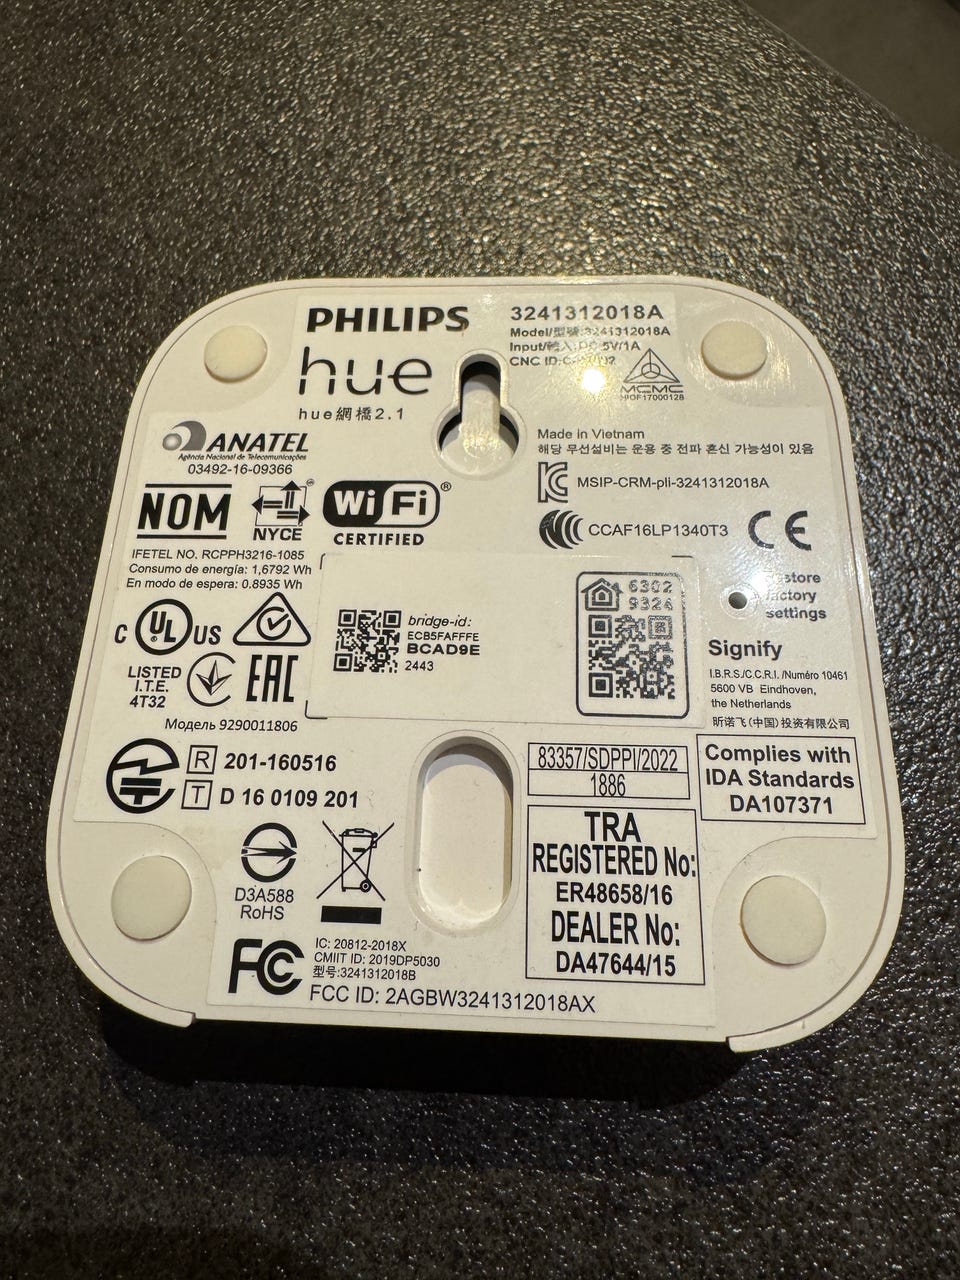 PHILIPS
hue
hue網橋2.1
3241312018A
Model/型號:3241312018A
Input/輸入:DC 5V/1A
CNC ID:
MCMC
HIDF17000128
ANATEL
Agência Nacional de Telecomunicações
03492-16-09366
Made in Vietnam
해당 무선설비는 운용 중 전파 혼신 가능성이 있음
NOM
NYCE
Wi Fi ®
CERTIFIED
MSIP-CRM-pli-3241312018A
CCAF16LP1340T3
CE
IFETEL NO. RCPPH3216-1085
Consumo de energía: 1,6792 Wh
En modo de espera: 0.8935 Wh
C UL ® US
LISTED
I.T.E.
4T32
EAC
Модель 9290011806
bridge-id:
ECB5FAFFFE
BCAD9E
2443
6302
9324
factory
settings
Signify
I.B.R.S./C.C.R.I. /Numéro 10461
5600 VB Eindhoven,
the Netherlands
昕诺飞(中国)投资有限公司
R 201-160516
T D 16 0109 201
83357/SDPPI/2022
1886
Complies with
IDA Standards
DA107371
D3A588
RoHS
TRA
REGISTERED No:
ER48658/16
DEALER No:
DA47644/15
FC
IC: 20812-2018X
CMIIT ID: 2019DP5030
型号:3241312018B
FCC ID: 2AGBW3241312018AX